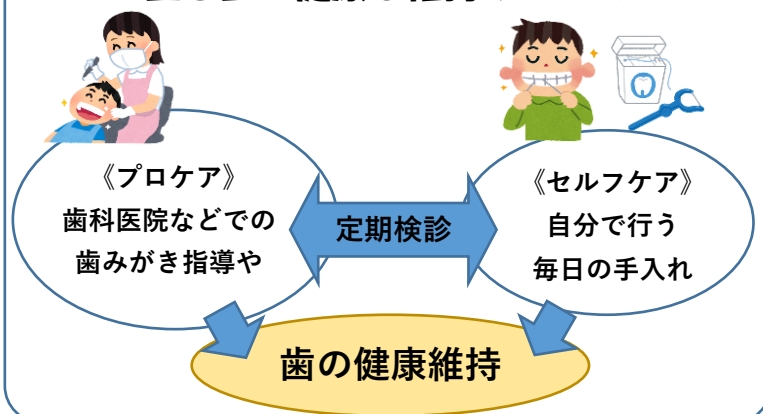 《プロケア》
歯科医院などでの
歯みがき指導や
定期検診
《セルフケア》
自分で行う
毎日の手入れ
歯の健康維持